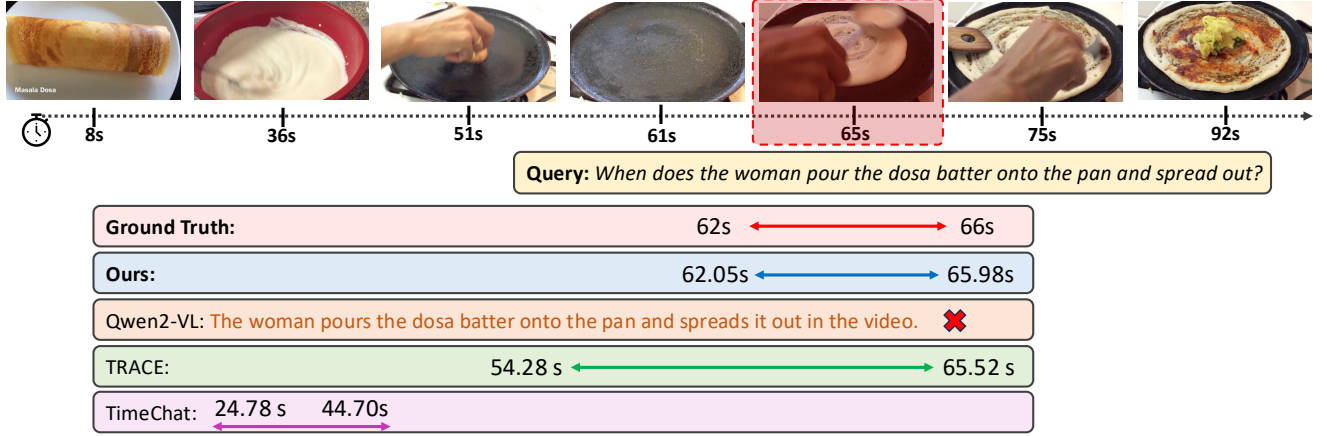 Masala Dosa
8s 36s 51s 61s 65s 75s 92s
Query: When does the woman pour the dosa batter onto the pan and spread out?
Ground Truth: 62s 66s
Ours: 62.05s 65.98s
Qwen2-VL: The woman pours the dosa batter onto the pan and spreads it out in the video.
TRACE: 54.28 s 65.52 s
TimeChat: 24.78 s 44.70s